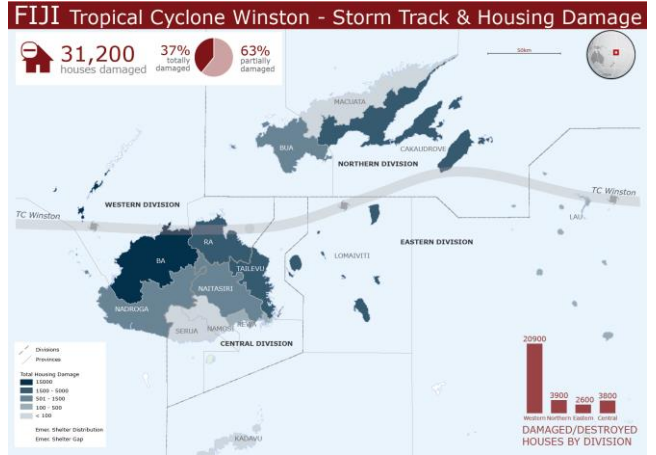 FIJI Tropical Cyclone Winston - Storm Track & Housing Damage
31,200
houses damaged
37%
totally
damaged
63%
partially
damaged
50km
MACUATA
BUA
CAKAUDROVE
NORTHERN DIVISION
WESTERN DIVISION
TC Winston
TC Winston
LAU
RA
EASTERN DIVISION
BA
LOMAIVITI
TAILEVU
NAITASIRI
NADROGA
REWA
SERUA
NAMOSI
CENTRAL DIVISION
KADAVU
Divisions
Provinces
Total Housing Damage
15000
1500 - 5000
501 - 1500
100 - 500
< 100
Emer. Shelter Distribution
Emer. Shelter Gap
20900
3900
2600
3800
Western Northern Eastern Central
DAMAGED/DESTROYED
HOUSES BY DIVISION